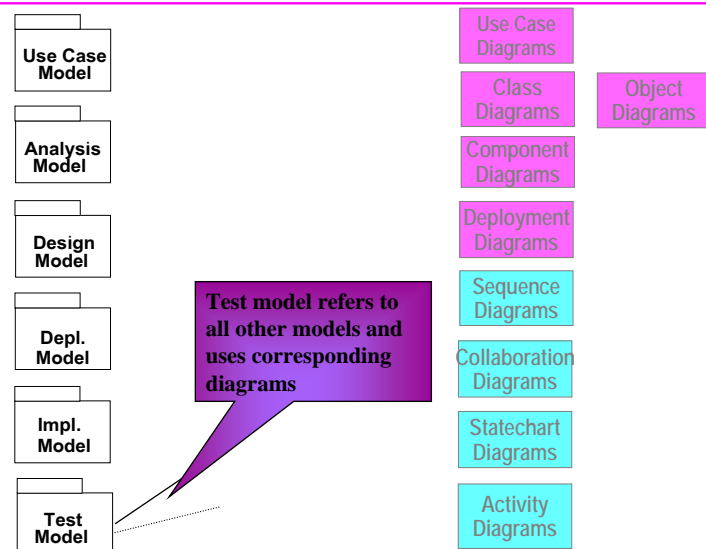 Use Case
Model
Analysis
Model
Design
Model
Depl.
Model
Impl.
Model
Test
Model
Test model refers to
all other models and
uses corresponding
diagrams
Use Case
Diagrams
Class
Diagrams
Object
Diagrams
Component
Diagrams
Deployment
Diagrams
Sequence
Diagrams
Collaboration
Diagrams
Statechart
Diagrams
Activity
Diagrams